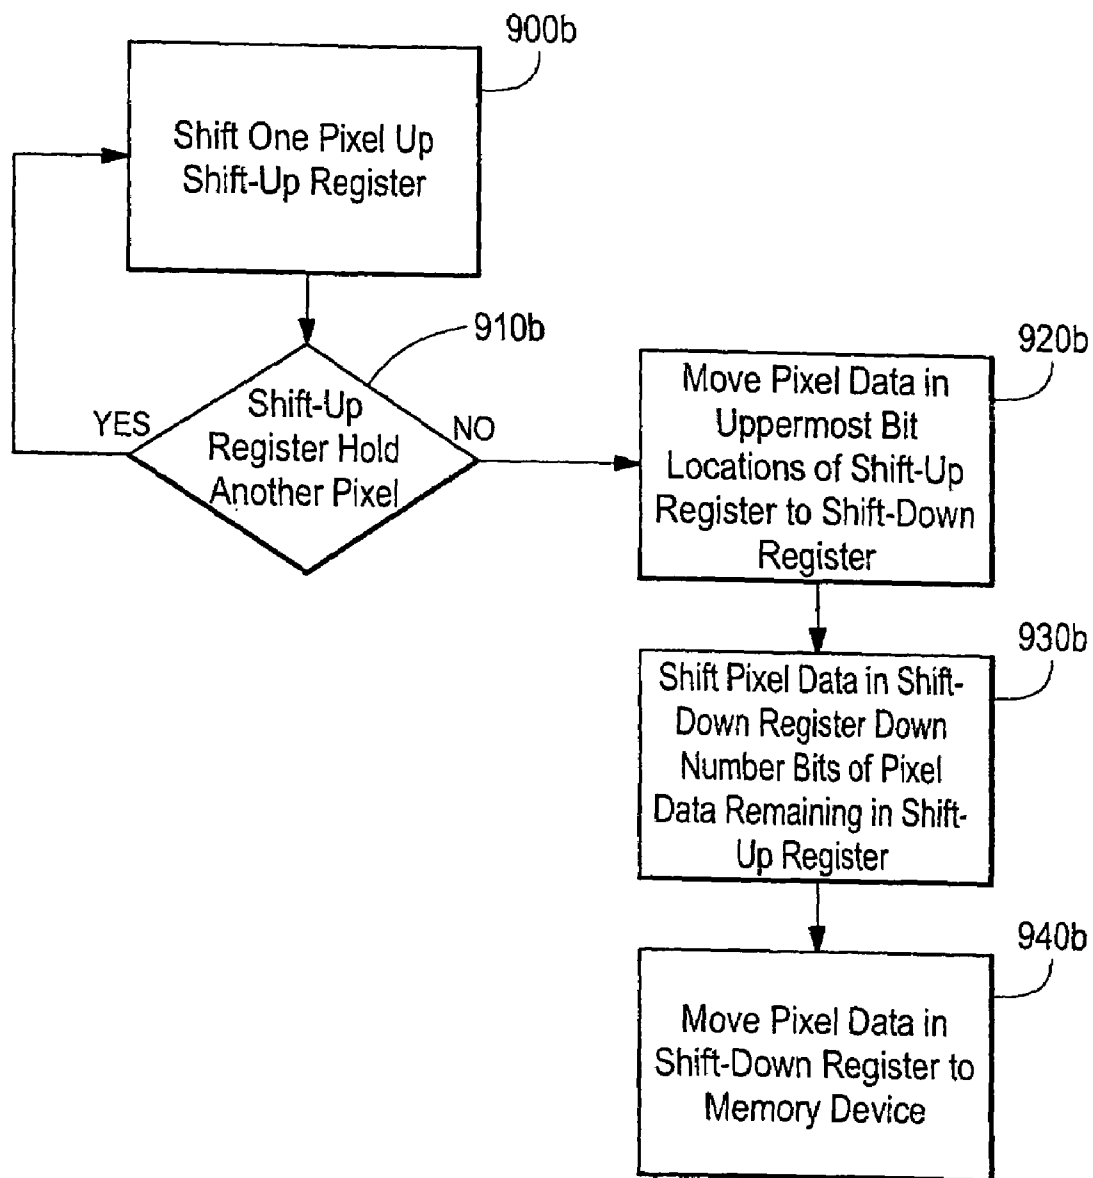 900b
Shift One Pixel Up
Shift-Up Register
910b
Shift-Up
Register Hold
Another Pixel
YES
NO
920b
Move Pixel Data in
Uppermost Bit
Locations of Shift-Up
Register to Shift-Down
Register
930b
Shift Pixel Data in Shift-
Down Register Down
Number Bits of Pixel
Data Remaining in Shift-
Up Register
940b
Move Pixel Data in
Shift-Down Register to
Memory Device